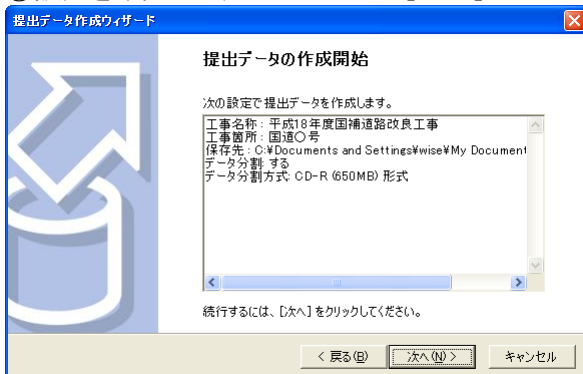 提出データ作成ウィザード
提出データの作成開始
次の設定で提出データを作成します。
工事名称 : 平成18年度国補道路改良工事
工事箇所 : 国道〇号
保存先 : C:¥Documents and Settings¥wise¥My Document
データ分割: する
データ分割方式: CD-R (650MB) 形式
続行するには、[次へ] をクリックしてください。
< 戻る(B)
次へ(N) >
キャンセル